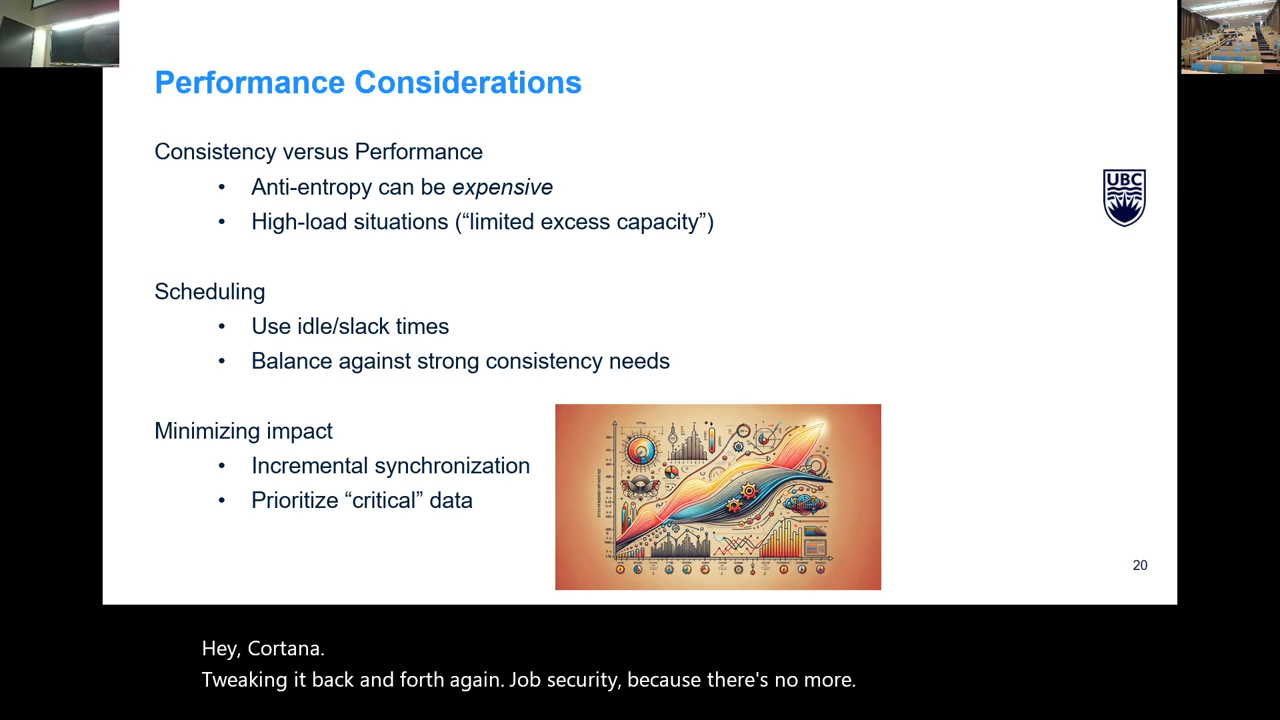 Performance Considerations
Consistency versus Performance
• Anti-entropy can be expensive
• High-load situations (“limited excess capacity”)
UBC
Scheduling
• Use idle/slack times
• Balance against strong consistency needs
Minimizing impact
• Incremental synchronization
• Prioritize “critical” data
20
Hey, Cortana.
Tweaking it back and forth again. Job security, because there's no more.